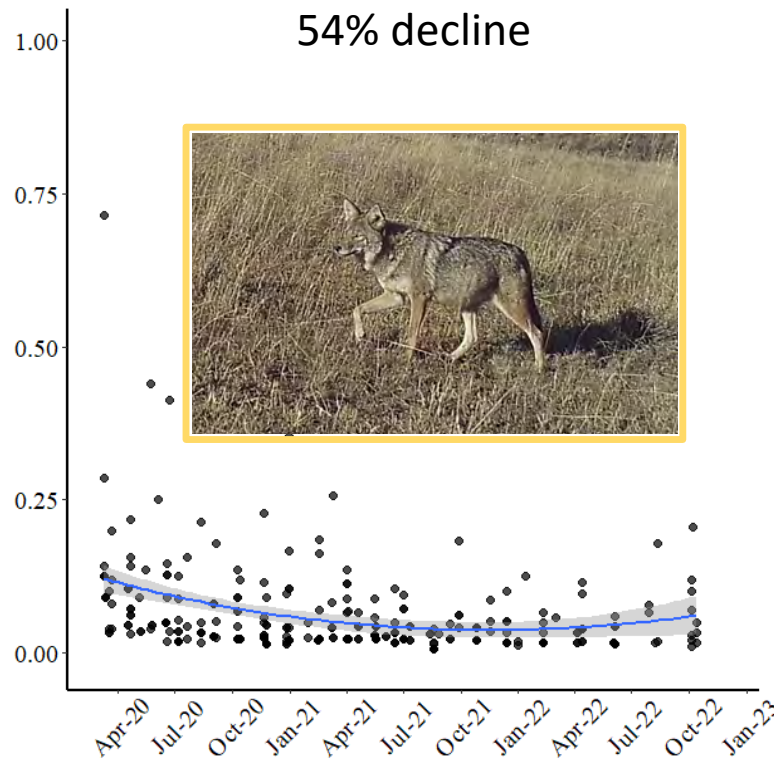 54% decline
1.00
0.75
0.50
0.25
0.00
Apr-20
Jul-20
Oct-20
Jan-21
Apr-21
Jul-21
Oct-21
Jan-22
Apr-22
Jul-22
Oct-22
Jan-23